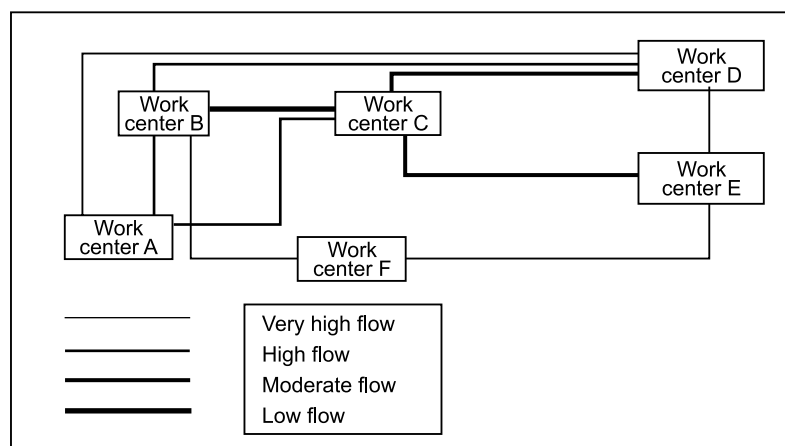 Work
center D
Work
center B
Work
center C
Work
center E
Work
center A
Work
center F
Very high flow
High flow
Moderate flow
Low flow